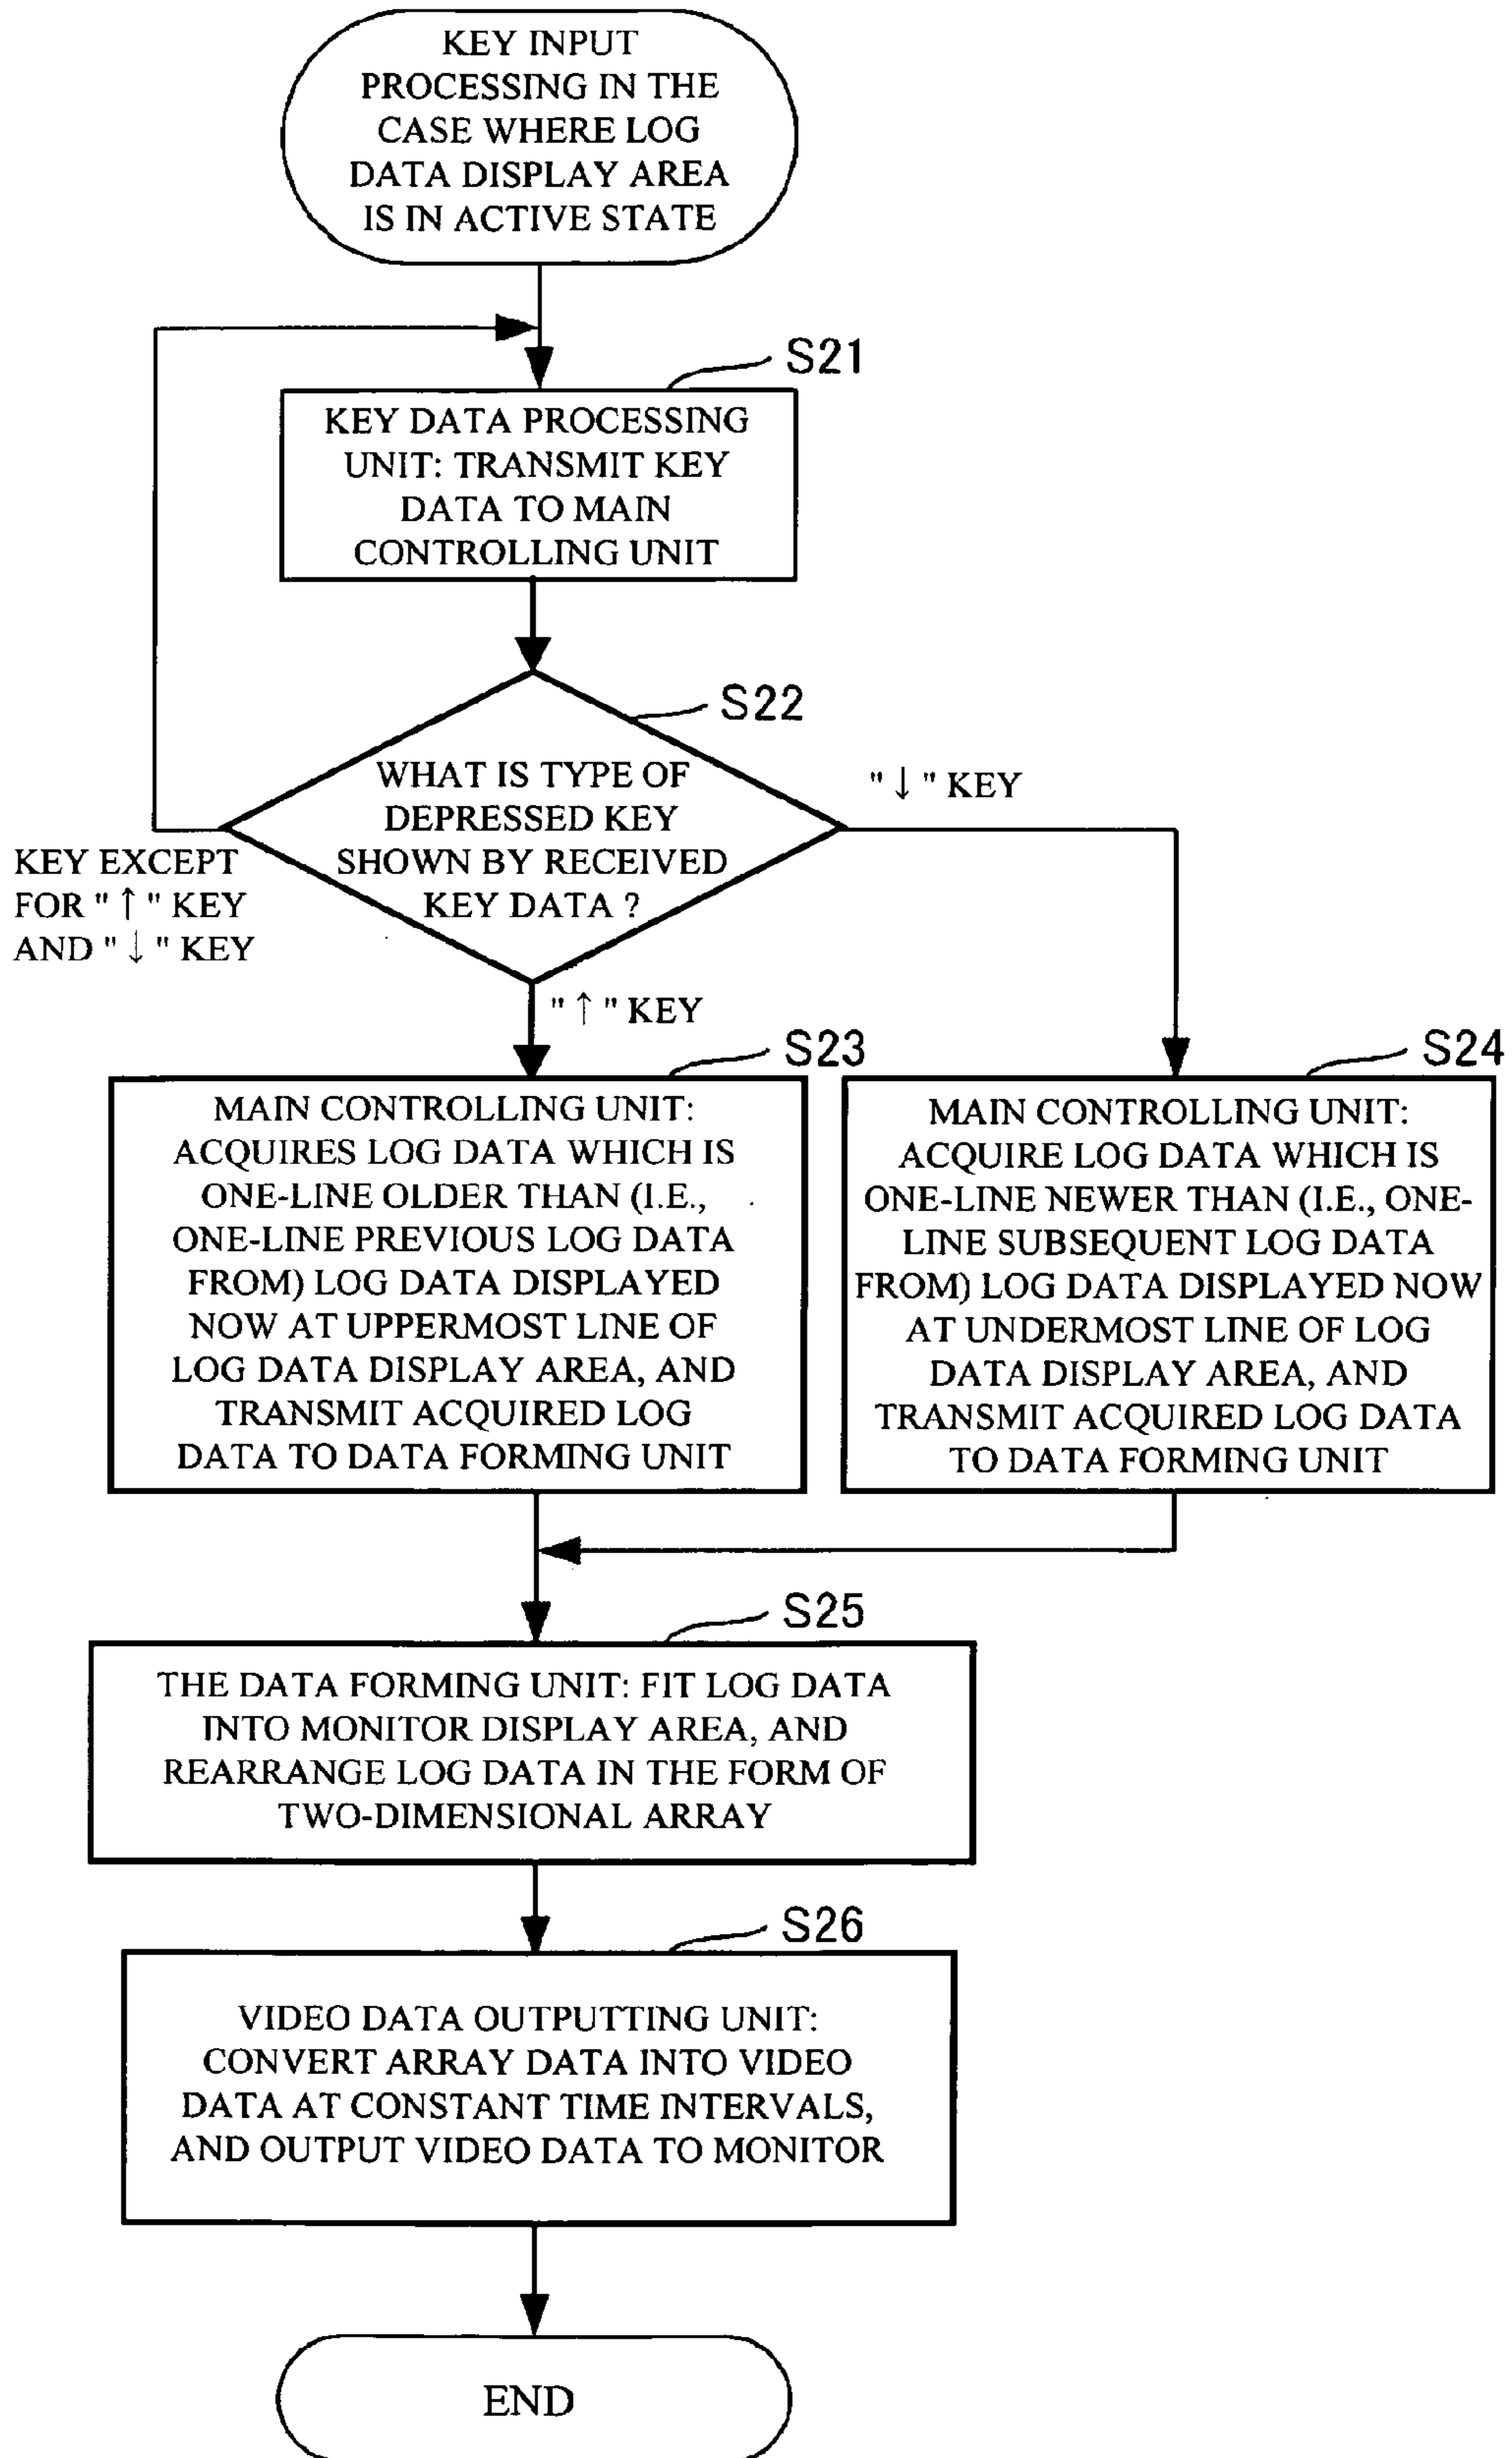 KEY INPUT
PROCESSING IN THE
CASE WHERE LOG
DATA DISPLAY AREA
IS IN ACTIVE STATE
S21
KEY DATA PROCESSING
UNIT: TRANSMIT KEY
DATA TO MAIN
CONTROLLING UNIT
S22
WHAT IS TYPE OF
DEPRESSED KEY
SHOWN BY RECEIVED
KEY DATA ?
" ↓ " KEY
KEY EXCEPT
FOR " ↑ " KEY
AND " ↓ " KEY
" ↑ " KEY
S23
MAIN CONTROLLING UNIT:
ACQUIRES LOG DATA WHICH IS
ONE-LINE OLDER THAN (I.E.,
ONE-LINE PREVIOUS LOG DATA
FROM) LOG DATA DISPLAYED
NOW AT UPPERMOST LINE OF
LOG DATA DISPLAY AREA, AND
TRANSMIT ACQUIRED LOG
DATA TO DATA FORMING UNIT
S24
MAIN CONTROLLING UNIT:
ACQUIRE LOG DATA WHICH IS
ONE-LINE NEWER THAN (I.E., ONE-
LINE SUBSEQUENT LOG DATA
FROM) LOG DATA DISPLAYED NOW
AT UNDERMOST LINE OF LOG
DATA DISPLAY AREA, AND
TRANSMIT ACQUIRED LOG DATA
TO DATA FORMING UNIT
S25
THE DATA FORMING UNIT: FIT LOG DATA
INTO MONITOR DISPLAY AREA, AND
REARRANGE LOG DATA IN THE FORM OF
TWO-DIMENSIONAL ARRAY
S26
VIDEO DATA OUTPUTTING UNIT:
CONVERT ARRAY DATA INTO VIDEO
DATA AT CONSTANT TIME INTERVALS,
AND OUTPUT VIDEO DATA TO MONITOR
END